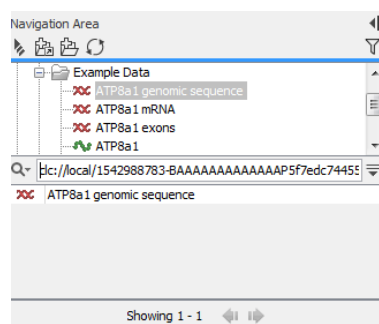 Navigation Area
Example Data
ATP8a1 genomic sequence
ATP8a1 mRNA
ATP8a1 exons
ATP8a1
clc://local/1542988783-BAAAAAAAAAAAAAP5f7edc74455
ATP8a1 genomic sequence
Showing 1 - 1